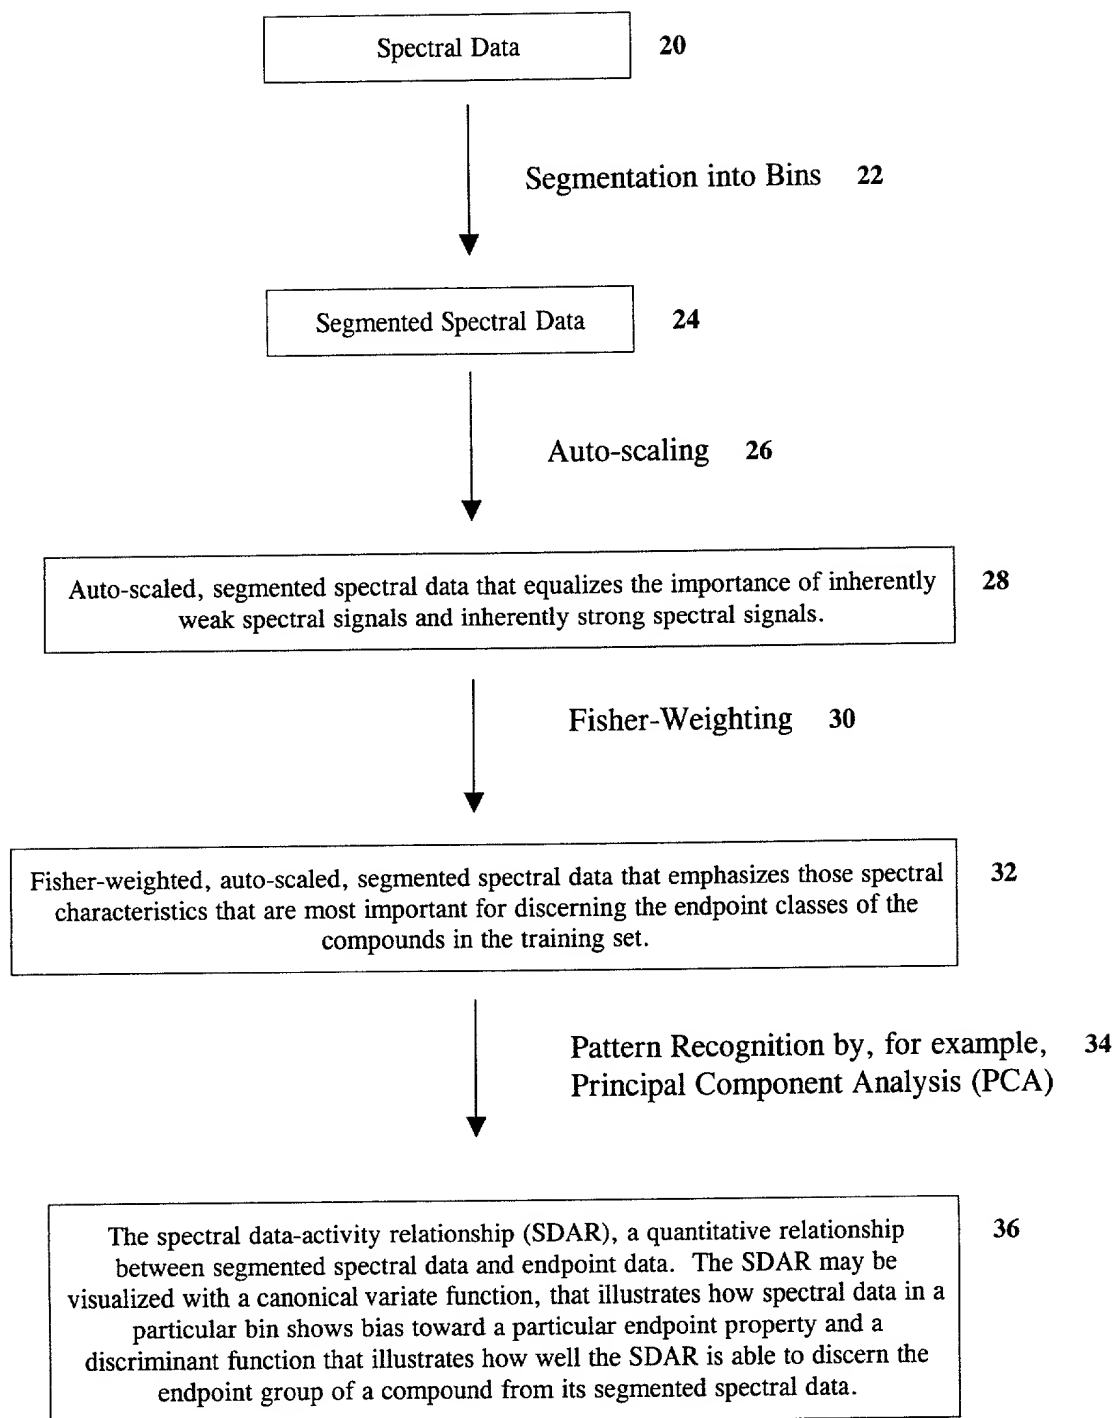 Spectral Data 20
Segmentation into Bins 22
Segmented Spectral Data 24
Auto-scaling 26
Auto-scaled, segmented spectral data that equalizes the importance of inherently 28
weak spectral signals and inherently strong spectral signals.
Fisher-Weighting 30
Fisher-weighted, auto-scaled, segmented spectral data that emphasizes those spectral 32
characteristics that are most important for discerning the endpoint classes of the
compounds in the training set.
Pattern Recognition by, for example, 34
Principal Component Analysis (PCA)
The spectral data-activity relationship (SDAR), a quantitative relationship 36
between segmented spectral data and endpoint data. The SDAR may be
visualized with a canonical variate function, that illustrates how spectral data in a
particular bin shows bias toward a particular endpoint property and a
discriminant function that illustrates how well the SDAR is able to discern the
endpoint group of a compound from its segmented spectral data.